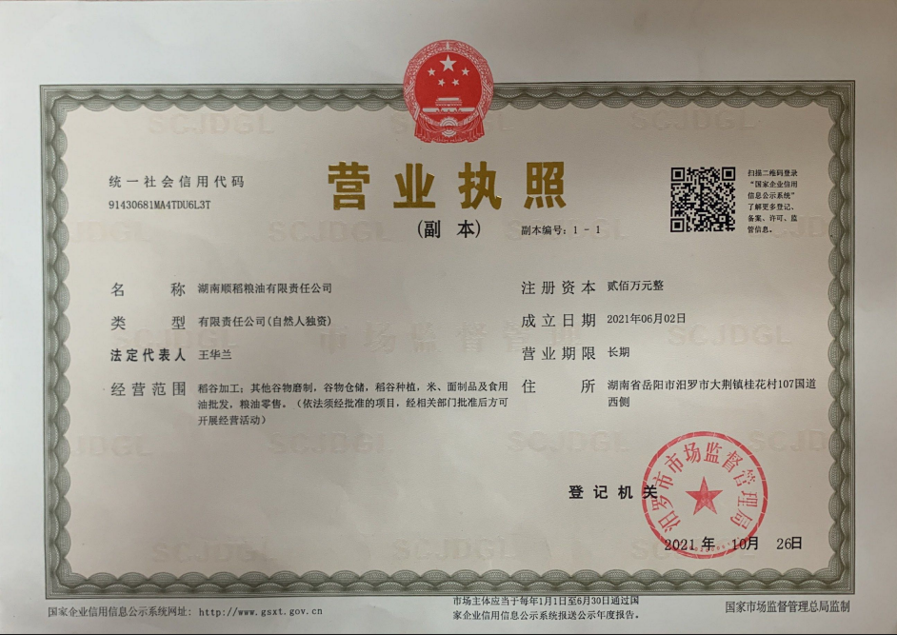 营业执照
(副 本) 副本编号：1 - 1
统一社会信用代码
91430681MA4TDU6L3T
扫描二维码登录
“国家企业信用
信息公示系统”
了解更多登记、
备案、许可、监
管信息。
名 称 湖南顺稻粮油有限责任公司
类 型 有限责任公司(自然人独资)
法定代表人 王华兰
经营范围 稻谷加工；其他谷物磨制，谷物仓储，稻谷种植，米、面制品及食用
油批发，粮油零售。（依法须经批准的项目，经相关部门批准后方可
开展经营活动）
注册资本 贰佰万元整
成立日期 2021年06月02日
营业期限 长期
住 所 湖南省岳阳市汨罗市大荆镇桂花村107国道
西侧
登记机关
汨罗市市场监督管理局
2021 年 10月 26日
国家企业信用信息公示系统网址：http://www.gsxt.gov.cn
市场主体应当于每年1月1日至6月30日通过国
家企业信用信息公示系统报送公示年度报告。
国家市场监督管理总局监制
SCJDGL
市场监督管理